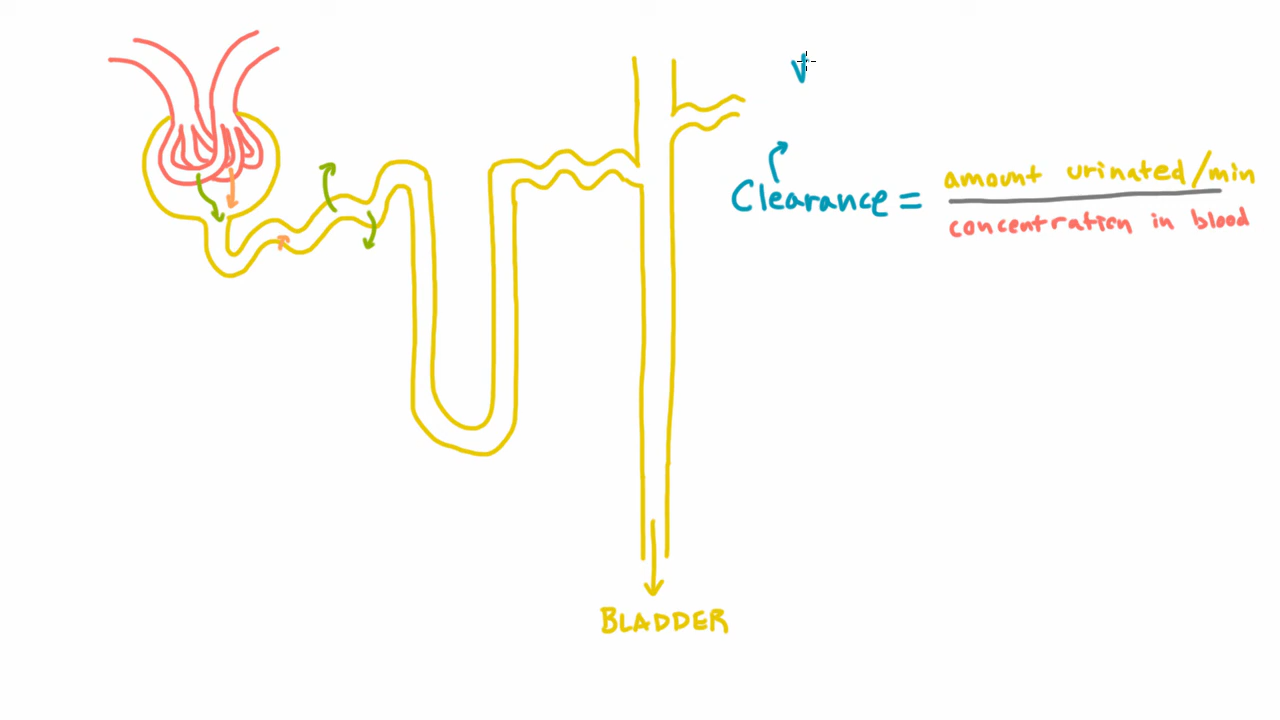 Clearance = amount urinated/min
concentration in blood
BLADDER